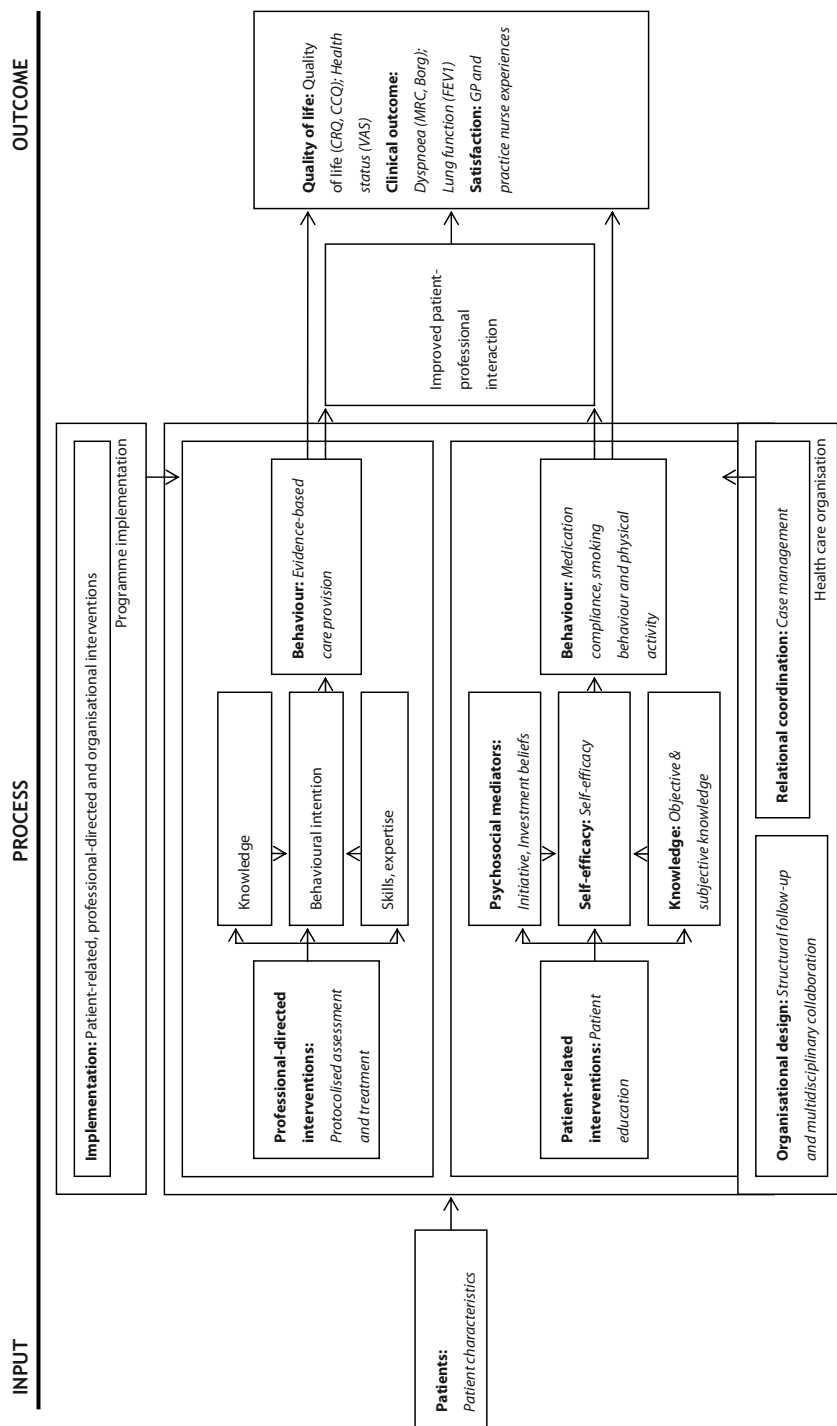 INPUT
PROCESS
OUTCOME
Patients:
Patient characteristics
Implementation: Patient-related, professional-directed and organisational interventions
Programme implementation
Professional-directed
interventions:
Protocolised assessment
and treatment
Knowledge
Behavioural intention
Skills, expertise
Behaviour: Evidence-based
care provision
Patient-related
interventions: Patient
education
Psychosocial mediators:
Initiative, Investment beliefs
Self-efficacy: Self-efficacy
Knowledge: Objective &
subjective knowledge
Behaviour: Medication
compliance, smoking
behaviour and physical
activity
Organisational design: Structural follow-up
and multidisciplinary collaboration
Relational coordination: Case management
Health care organisation
Improved patient-
professional
interaction
Quality of life: Quality
of life (CRQ, CCQ); Health
status (VAS)
Clinical outcome:
Dyspnoea (MRC, Borg);
Lung function (FEV1)
Satisfaction: GP and
practice nurse experiences